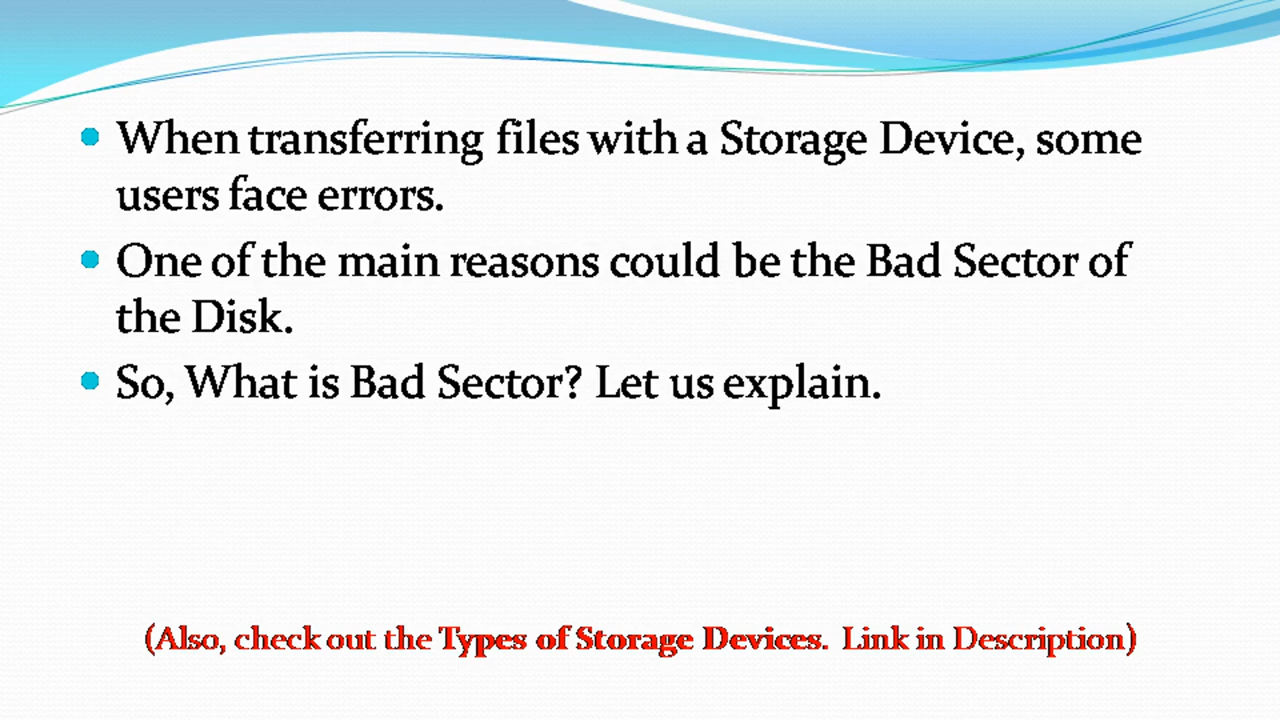 When transferring files with a Storage Device, some
users face errors.
One of the main reasons could be the Bad Sector of
the Disk.
So, What is Bad Sector? Let us explain.
(Also, check out the Types of Storage Devices. Link in Description)